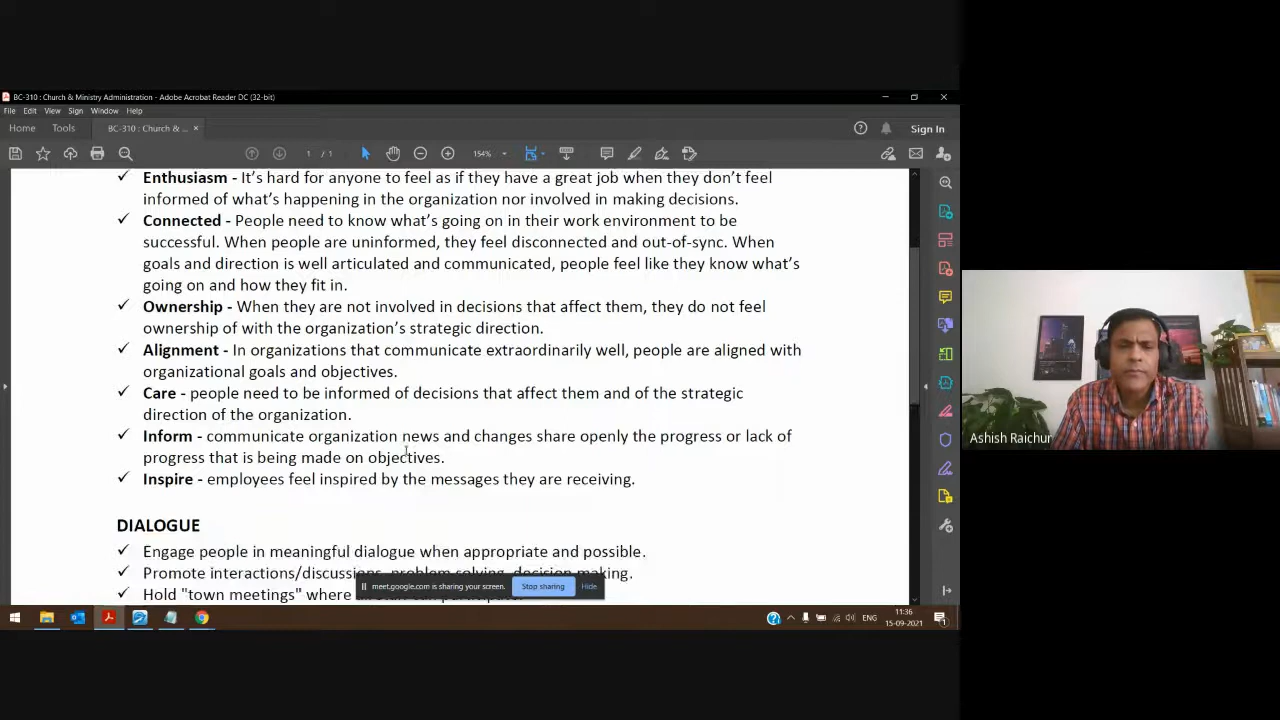 BC-310 : Church & Ministry Administration - Adobe Acrobat Reader DC (32-bit)
File Edit View Sign Window Help
Home Tools BC-310 : Church & ... × Sign In
1 / 1 154%
Enthusiasm - It's hard for anyone to feel as if they have a great job when they don't feel
informed of what's happening in the organization nor involved in making decisions.
Connected - People need to know what's going on in their work environment to be
successful. When people are uninformed, they feel disconnected and out-of-sync. When
goals and direction is well articulated and communicated, people feel like they know what's
going on and how they fit in.
Ownership - When they are not involved in decisions that affect them, they do not feel
ownership of with the organization's strategic direction.
Alignment - In organizations that communicate extraordinarily well, people are aligned with
organizational goals and objectives.
Care - people need to be informed of decisions that affect them and of the strategic
direction of the organization.
Inform - communicate organization news and changes share openly the progress or lack of
progress that is being made on objectives.
Inspire - employees feel inspired by the messages they are receiving.
DIALOGUE
Engage people in meaningful dialogue when appropriate and possible.
Promote interactions/discussions, problem solving, decision making.
Hold "town meetings" where
meet.google.com is sharing your screen. Stop sharing Hide
ENG
11:36
15-09-2021
Ashish Raichur